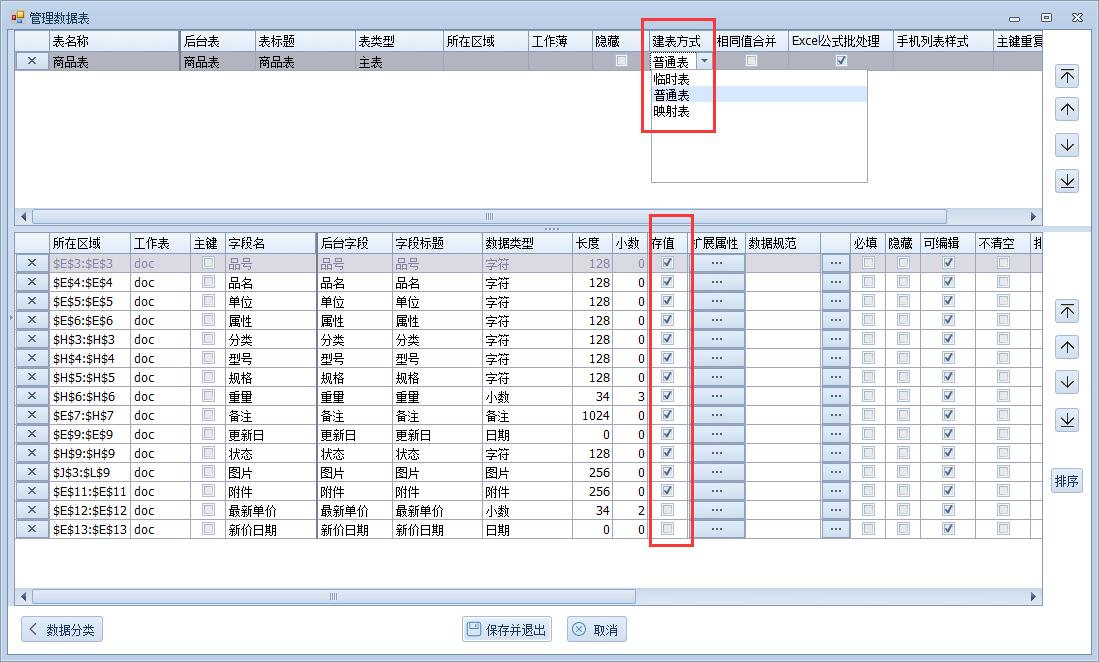 管理数据表
表名称 后台表 表标题 表类型 所在区域 工作薄 隐藏 建表方式 相同值合并 Excel公式批处理 手机列表样式 主键重复
商品表 商品表 商品表 主表 普通表
临时表
普通表
映射表
所在区域 工作表 主键 字段名 后台字段 字段标题 数据类型 长度 小数 存值 扩展属性 数据规范 必填 隐藏 可编辑 不清空
$E$3:$E$3 doc 品号 品号 品号 字符 128 0 ...
$E$4:$E$4 doc 品名 品名 品名 字符 128 0 ...
$E$5:$E$5 doc 单位 单位 单位 字符 128 0 ...
$E$6:$E$6 doc 属性 属性 属性 字符 128 0 ...
$H$3:$H$3 doc 分类 分类 分类 字符 128 0 ...
$H$4:$H$4 doc 型号 型号 型号 字符 128 0 ...
$H$5:$H$5 doc 规格 规格 规格 字符 128 0 ...
$H$6:$H$6 doc 重量 重量 重量 小数 34 3 ...
$E$7:$H$7 doc 备注 备注 备注 备注 1024 0 ...
$E$9:$E$9 doc 更新日 更新日 更新日 日期 0 0 ...
$H$9:$H$9 doc 状态 状态 状态 字符 128 0 ...
$J$3:$L$9 doc 图片 图片 图片 图片 256 0 ...
$E$11:$E$11 doc 附件 附件 附件 附件 256 0 ...
$E$12:$E$12 doc 最新单价 最新单价 最新单价 小数 34 2 ...
$E$13:$E$13 doc 新价日期 新价日期 新价日期 日期 0 0 ...
排序
数据分类 保存并退出 取消